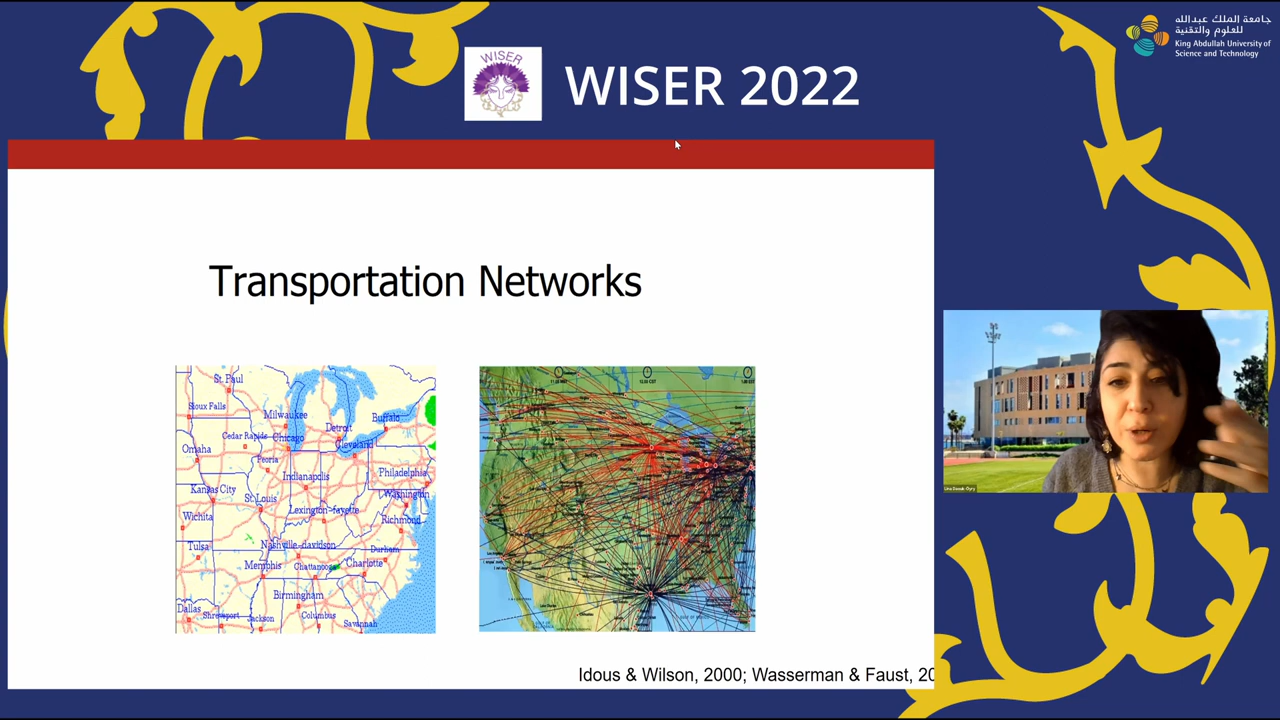 جامعة الملك عبدالله
للعلوم والتقنية
King Abdullah University of
Science and Technology
WISER
WISER 2022
Transportation Networks
St. Paul
Sioux Falls
Milwaukee
Buffalo
Detroit
Cedar Rapids
Chicago
Cleveland
Omaha
Peoria
Indianapolis
Philadelphia
Kansas City
St. Louis
Washington
Lexington-fayette
Wichita
Richmond
Tulsa
Nashville-davidson
Durham
Memphis
Chattanooga
Charlotte
Birmingham
Dallas
Shreveport
Jackson
Columbus
Savannah
Idous & Wilson, 2000; Wasserman & Faust, 20